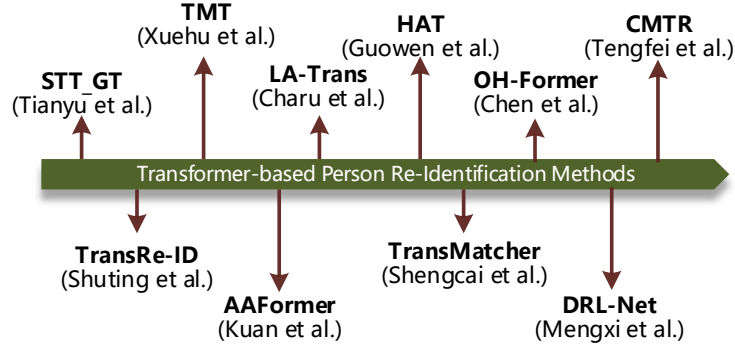 TMT
(Xuehu et al.)
HAT
(Guowen et al.)
CMTR
(Tengfei et al.)
STT_GT
(Tianyu et al.)
LA-Trans
(Charu et al.)
OH-Former
(Chen et al.)
Transformer-based Person Re-Identification Methods
TransRe-ID
(Shuting et al.)
TransMatcher
(Shengcai et al.)
AAFormer
(Kuan et al.)
DRL-Net
(Mengxi et al.)